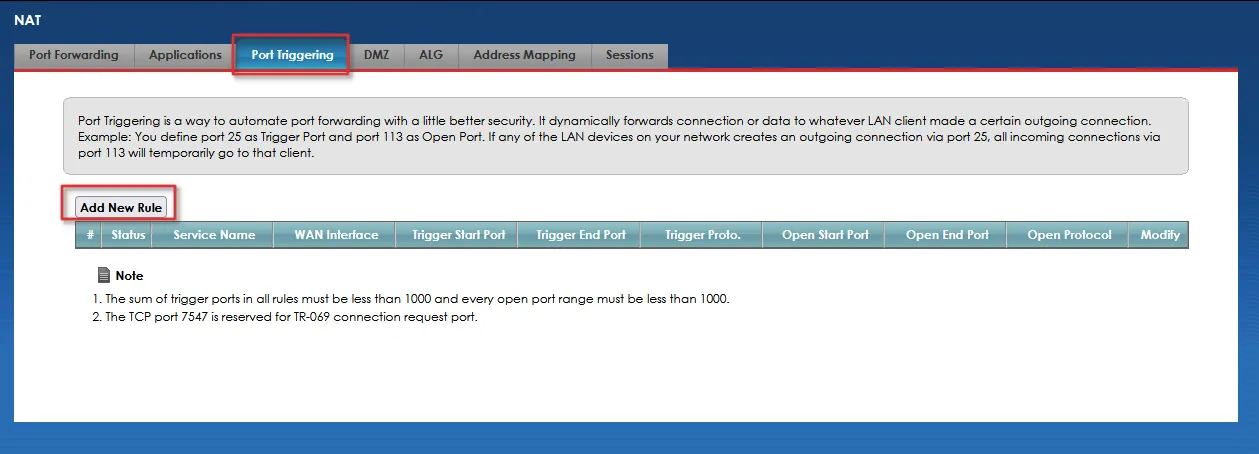 NAT
Port Forwarding Applications Port Triggering DMZ ALG Address Mapping Sessions
Port Triggering is a way to automate port forwarding with a little better security. It dynamically forwards connection or data to whatever LAN client made a certain outgoing connection.
Example: You define port 25 as Trigger Port and port 113 as Open Port. If any of the LAN devices on your network creates an outgoing connection via port 25, all incoming connections via
port 113 will temporarily go to that client.
Add New Rule
# Status Service Name WAN Interface Trigger Start Port Trigger End Port Trigger Proto. Open Start Port Open End Port Open Protocol Modify
Note
1. The sum of trigger ports in all rules must be less than 1000 and every open port range must be less than 1000.
2. The TCP port 7547 is reserved for TR-069 connection request port.